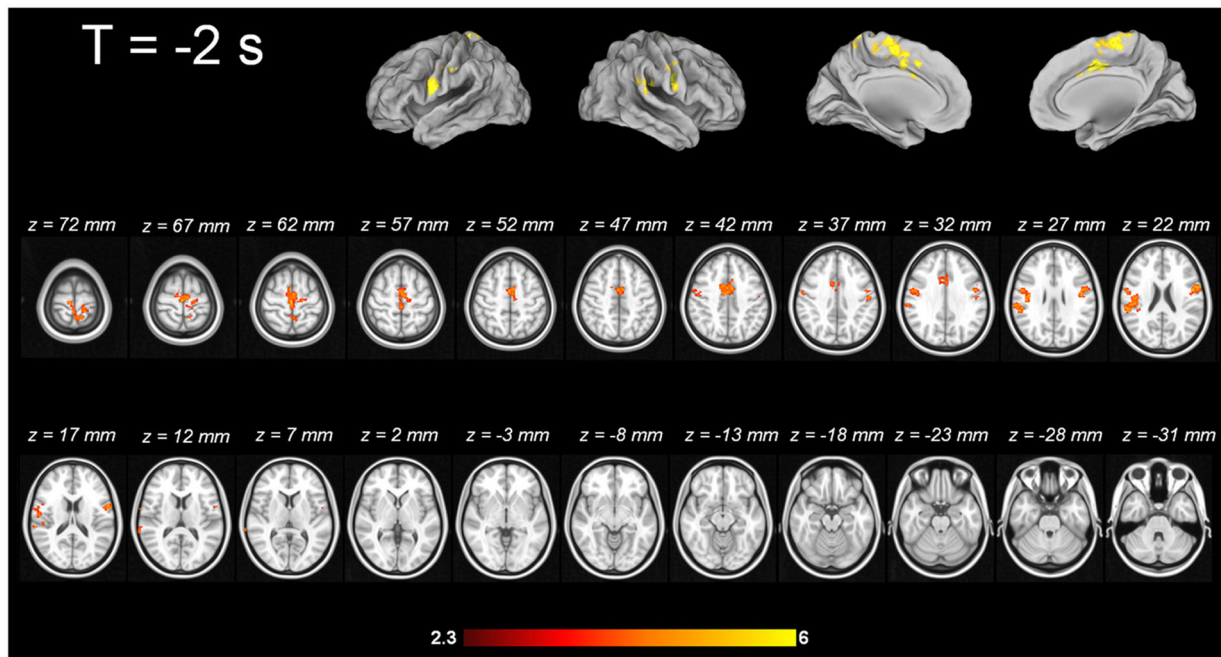 T = -2 s
z = 72 mm z = 67 mm z = 62 mm z = 57 mm z = 52 mm z = 47 mm z = 42 mm z = 37 mm z = 32 mm z = 27 mm z = 22 mm
z = 17 mm z = 12 mm z = 7 mm z = 2 mm z = -3 mm z = -8 mm z = -13 mm z = -18 mm z = -23 mm z = -28 mm z = -31 mm
2.3 6